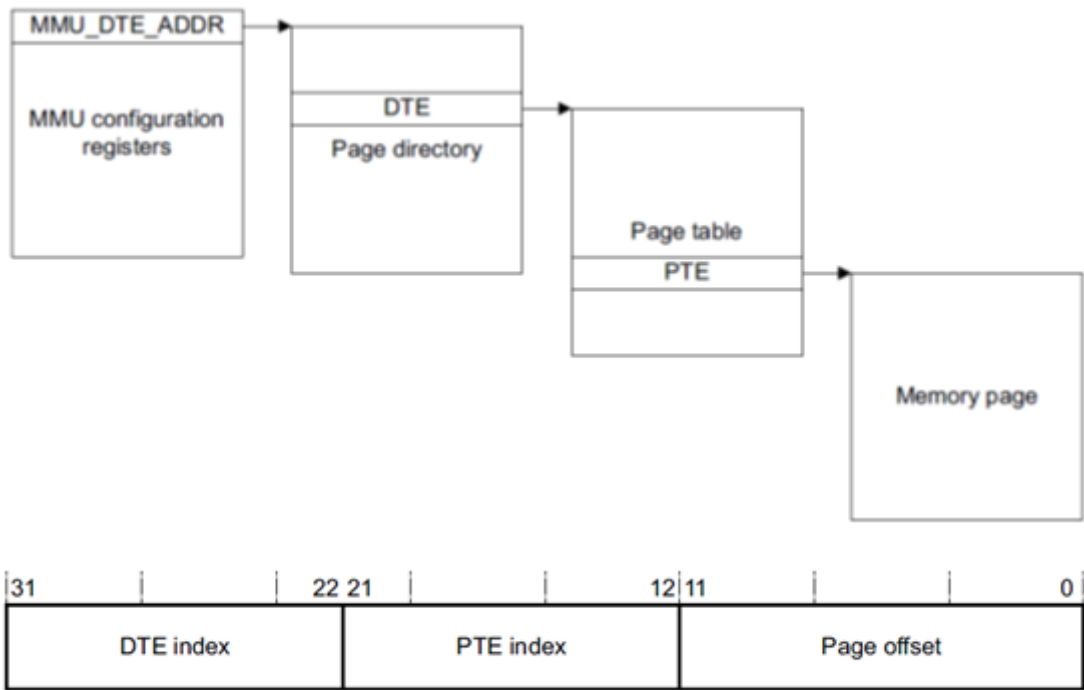 MMU_DTE_ADDR
MMU configuration
registers
DTE
Page directory
Page table
PTE
Memory page
31 22 21 12 11 0
DTE index PTE index Page offset